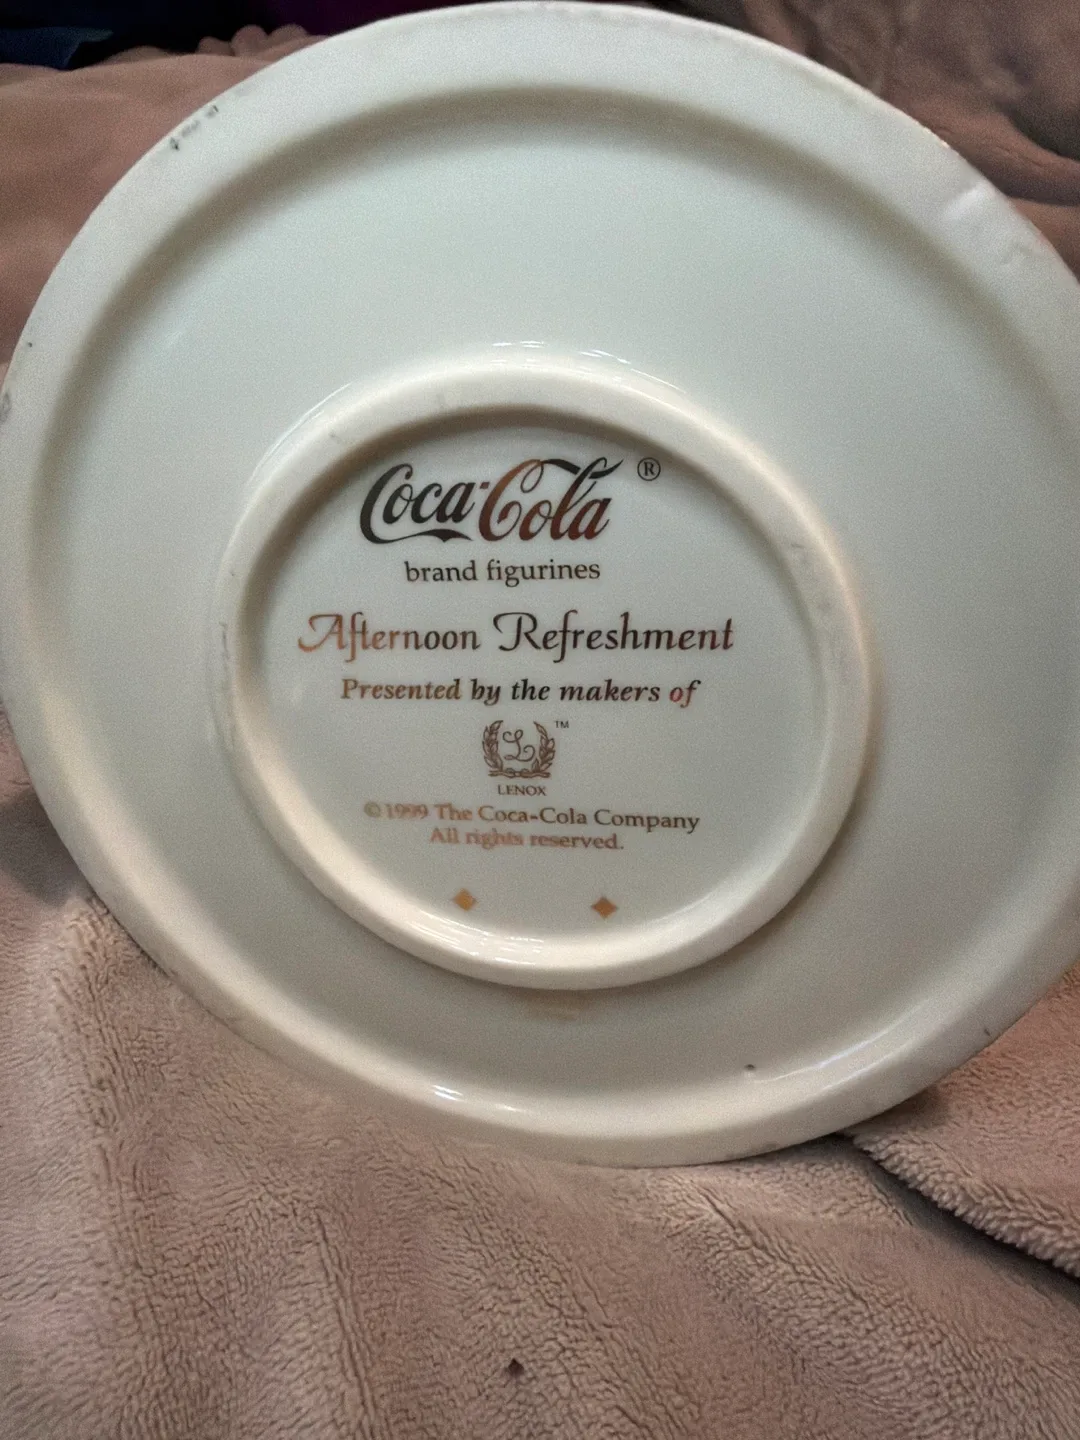 Coca-Cola ®
brand figurines
Afternoon Refreshment
Presented by the makers of
L ™
LENOX
© 1999 The Coca-Cola Company
All rights reserved.